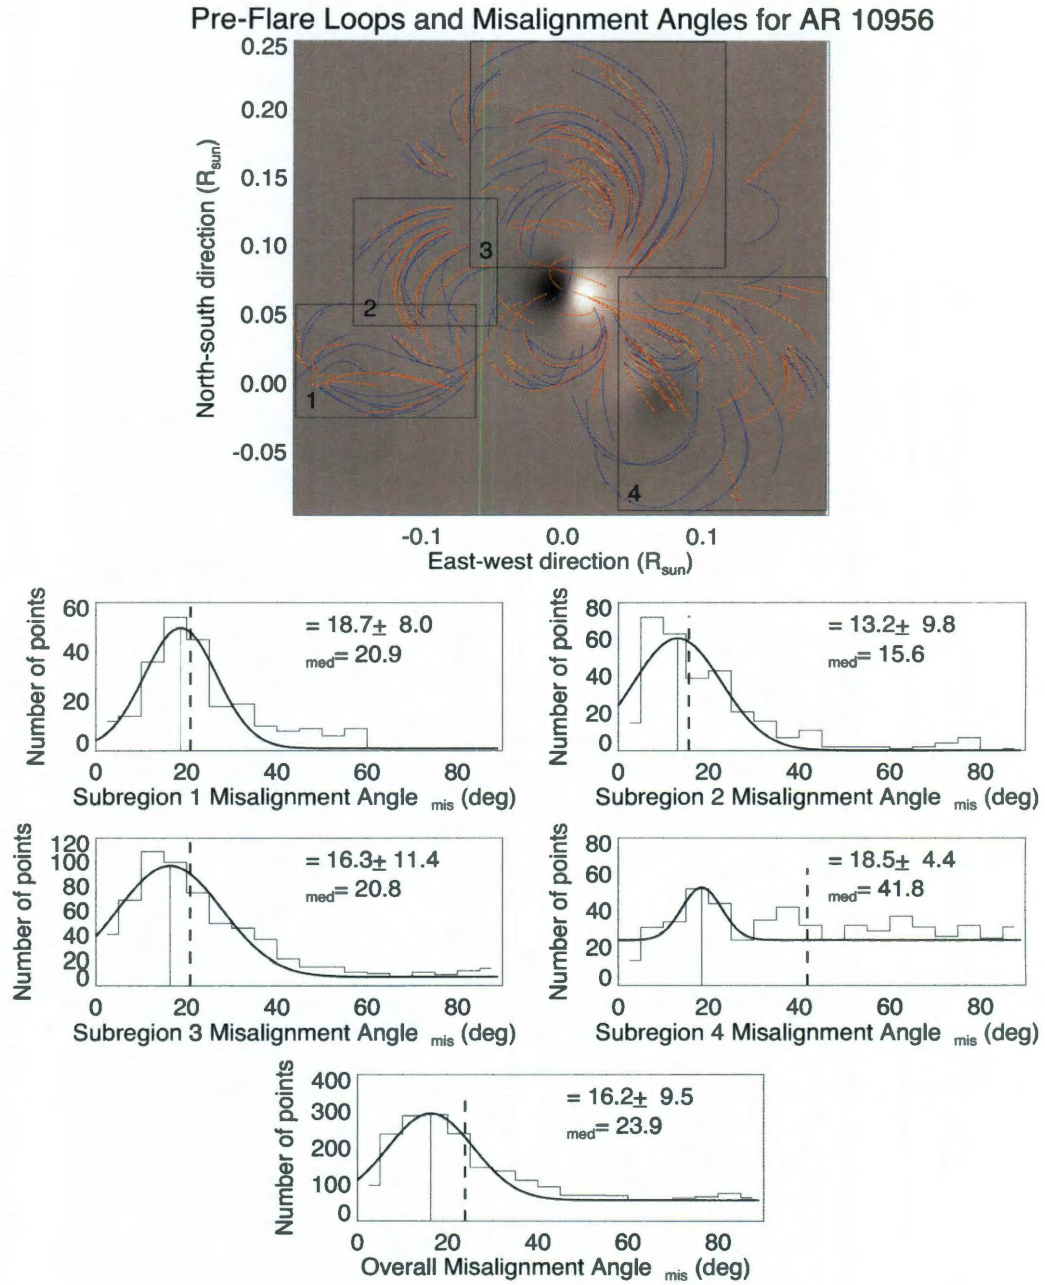 Pre-Flare Loops and Misalignment Angles for AR 10956
North-south direction (Rsun)
0.25
0.20
0.15
0.10
0.05
0.00
-0.05
1
2
3
4
-0.1 0.0 0.1
East-west direction (Rsun)
Number of points
60
40
20
0
= 18.7± 8.0
med= 20.9
0 20 40 60 80
Subregion 1 Misalignment Angle mis (deg)
Number of points
80
60
40
20
0
= 13.2± 9.8
med= 15.6
0 20 40 60 80
Subregion 2 Misalignment Angle mis (deg)
Number of points
120
100
80
60
40
20
0
= 16.3± 11.4
med= 20.8
0 20 40 60 80
Subregion 3 Misalignment Angle mis (deg)
Number of points
80
60
40
20
0
= 18.5± 4.4
med= 41.8
0 20 40 60 80
Subregion 4 Misalignment Angle mis (deg)
Number of points
400
300
200
100
0
= 16.2± 9.5
med= 23.9
0 20 40 60 80
Overall Misalignment Angle mis (deg)